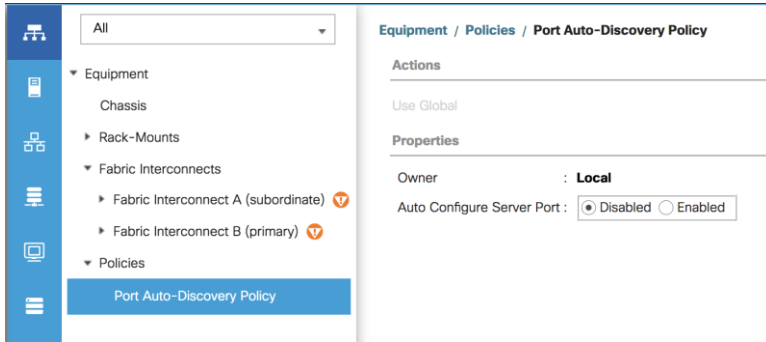 All
Equipment
Chassis
Rack-Mounts
Fabric Interconnects
Fabric Interconnect A (subordinate)
Fabric Interconnect B (primary)
Policies
Port Auto-Discovery Policy
Equipment / Policies / Port Auto-Discovery Policy
Actions
Use Global
Properties
Owner : Local
Auto Configure Server Port : Disabled Enabled